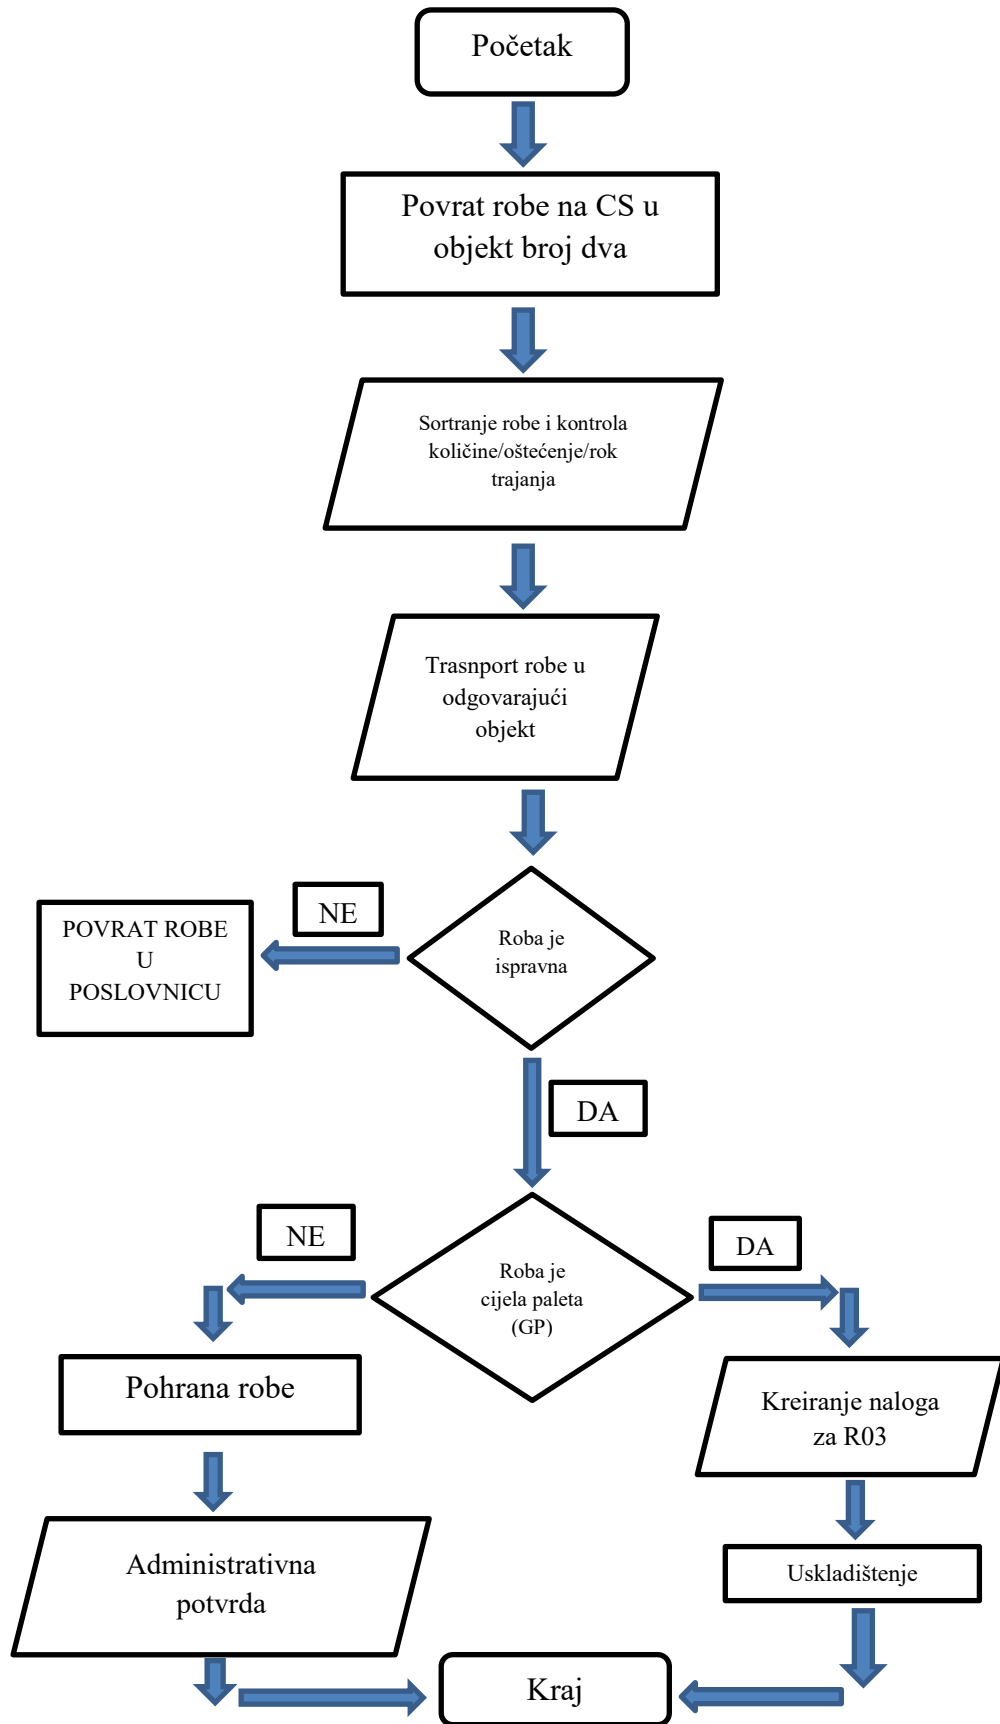 Početak
Povrat robe na CS u
objekt broj dva
Sortranje robe i kontrola
količine/oštećenje/rok
trajanja
Trasnport robe u
odgovarajući
objekt
NE
POVRAT ROBE
U
POSLOVNICU
Roba je
ispravna
DA
NE
DA
Roba je
cijela paleta
(GP)
Pohrana robe
Kreiranje naloga
za R03
Administrativna
potvrda
Uskladištenje
Kraj